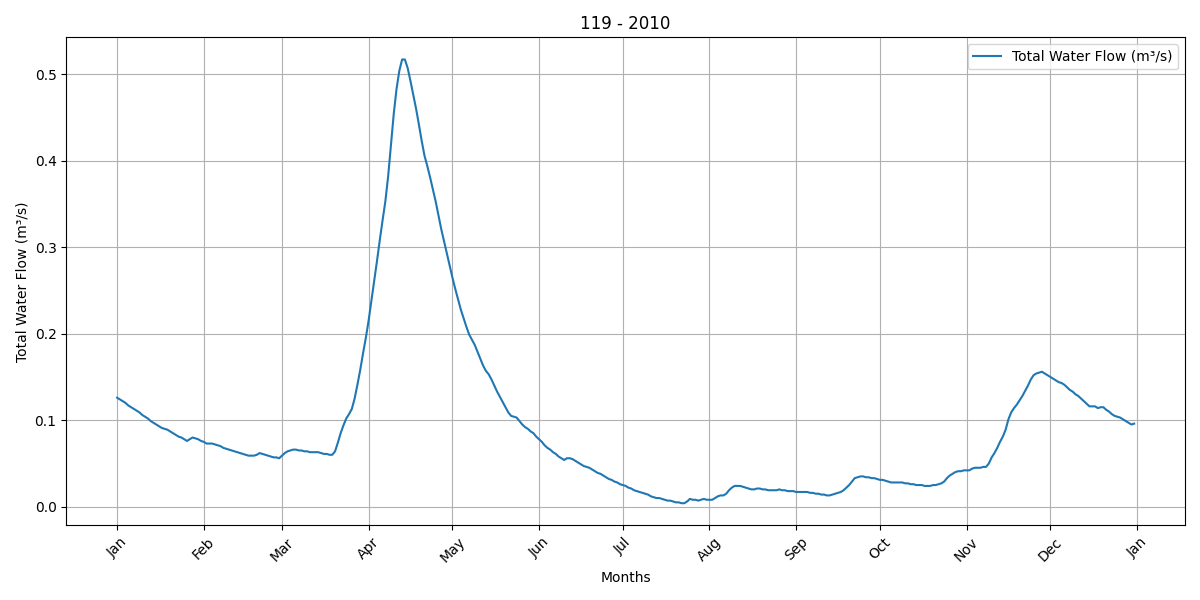 119 - 2010
Total Water Flow (m³/s)
Total Water Flow (m³/s)
0.5
0.4
0.3
0.2
0.1
0.0
Jan Feb Mar Apr May Jun Jul Aug Sep Oct Nov Dec Jan
Months